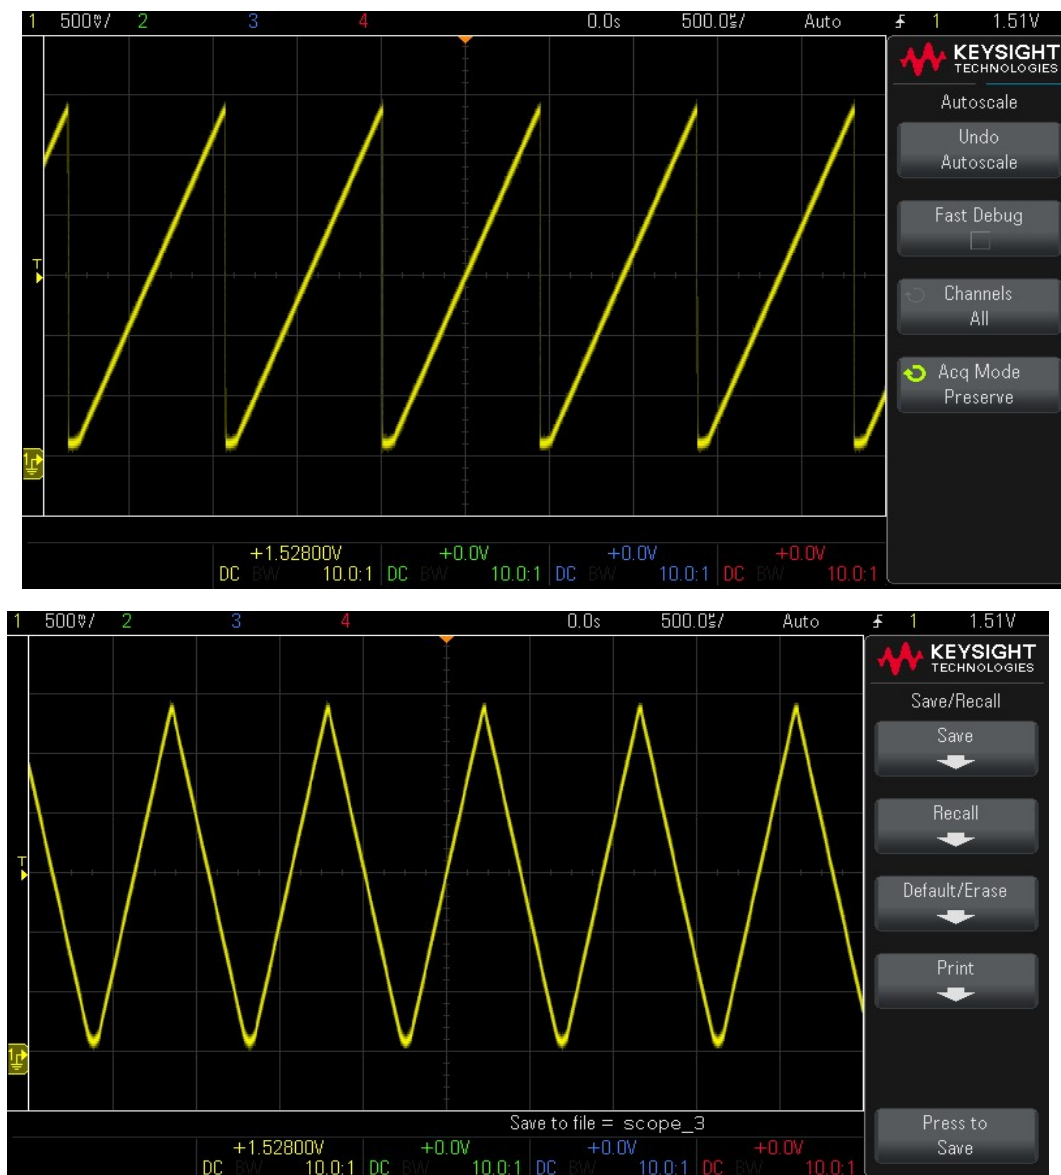 1 500mV/ 2 3 4 0.0s 500.0us/ Auto f 1 1.51V
KEYSIGHT
TECHNOLOGIES
Autoscale
Undo
Autoscale
Fast Debug
Channels
All
Acq Mode
Preserve
T
1
+1.52800V +0.0V +0.0V +0.0V
DC BW 10.0:1 DC BW 10.0:1 DC BW 10.0:1 DC BW 10.0:1
1 500mV/ 2 3 4 0.0s 500.0us/ Auto f 1 1.51V
KEYSIGHT
TECHNOLOGIES
Save/Recall
Save
Recall
Default/Erase
Print
T
1
Press to
Save
Save to file = scope_3
+1.52800V +0.0V +0.0V +0.0V
DC BW 10.0:1 DC BW 10.0:1 DC BW 10.0:1 DC BW 10.0:1